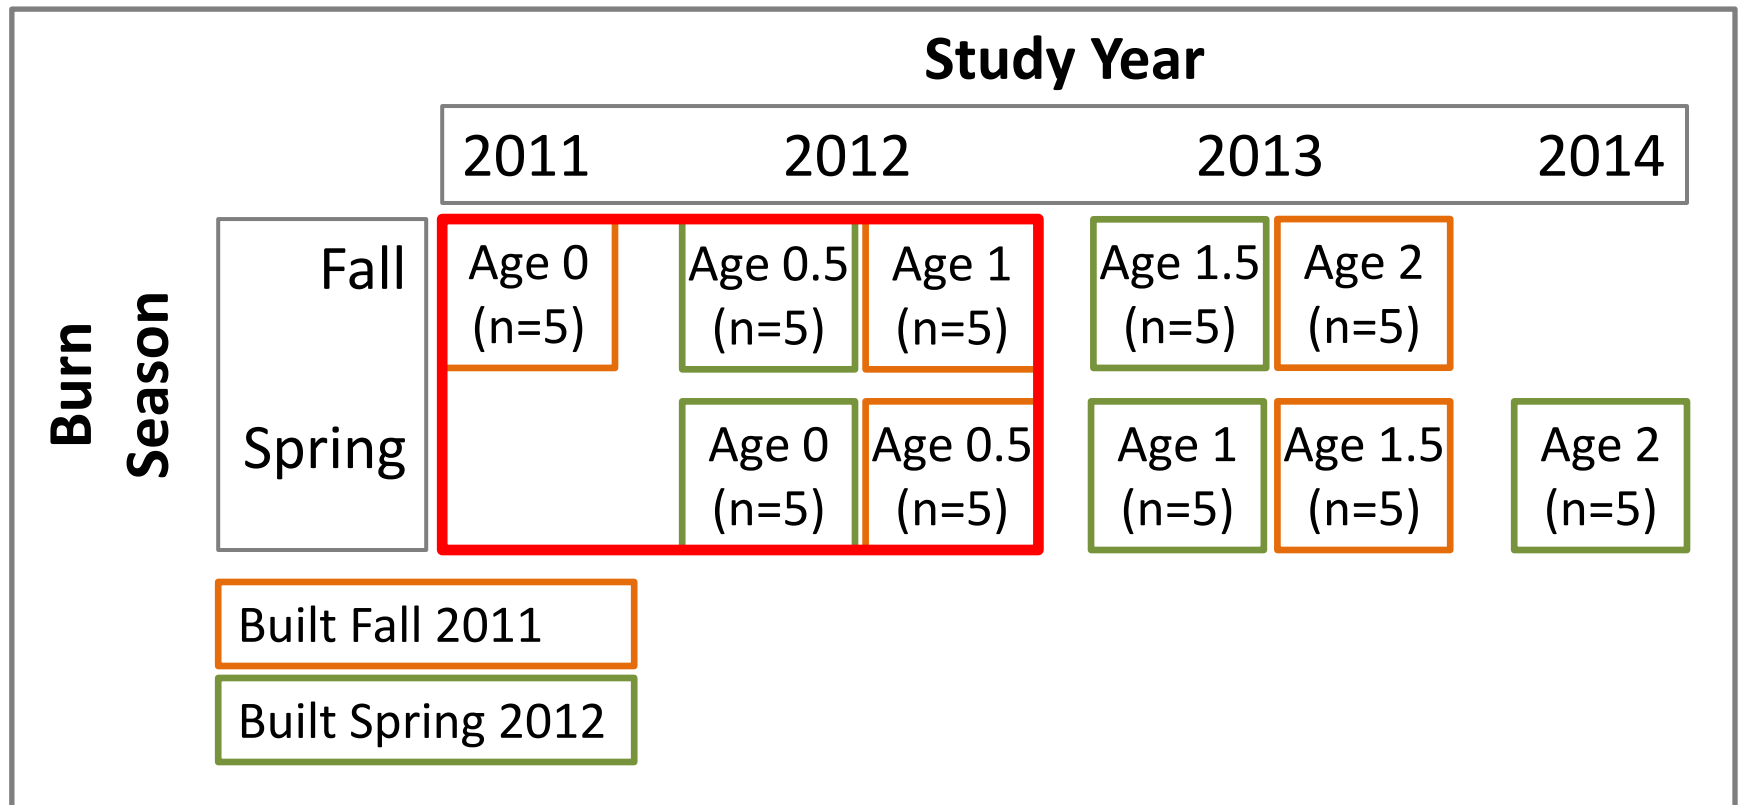 Study Year
2011 2012 2013 2014
Burn
Season
Fall
Age 0 Age 0.5 Age 1 Age 1.5 Age 2
(n=5) (n=5) (n=5) (n=5) (n=5)
Spring
Age 0 Age 0.5 Age 1 Age 1.5 Age 2
(n=5) (n=5) (n=5) (n=5) (n=5)
Built Fall 2011
Built Spring 2012